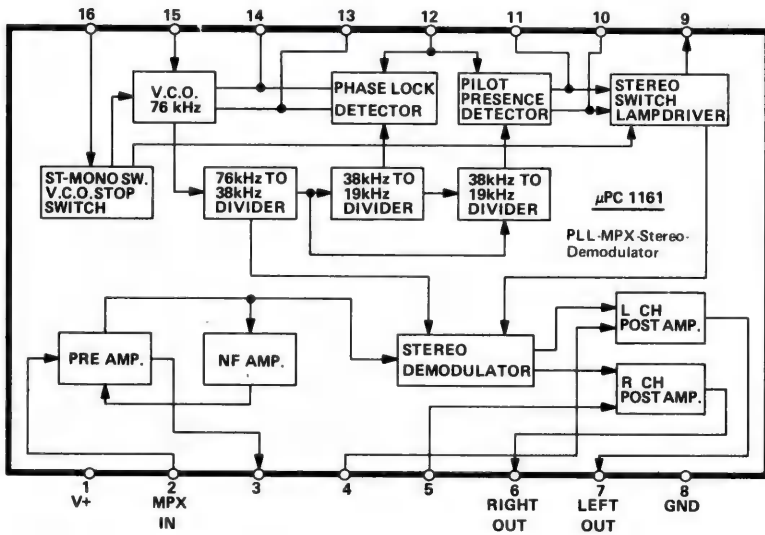 16 15 14 13 12 11 10 9
V.C.O.
76 kHz
PHASE LOCK
DETECTOR
PILOT
PRESENCE
DETECTOR
STEREO
SWITCH
LAMP DRIVER
ST-MONO SW.
V.C.O. STOP
SWITCH
76kHz TO
38kHz
DIVIDER
38kHz TO
19kHz
DIVIDER
38kHz TO
19kHz
DIVIDER
µPC 1161
PLL-MPX-Stereo-
Demodulator
PRE AMP.
NF AMP.
STEREO
DEMODULATOR
L CH
POST AMP.
R CH
POST AMP.
1 2 3 4 5 6 7 8
V+
MPX
IN
RIGHT
OUT
LEFT
OUT
GND